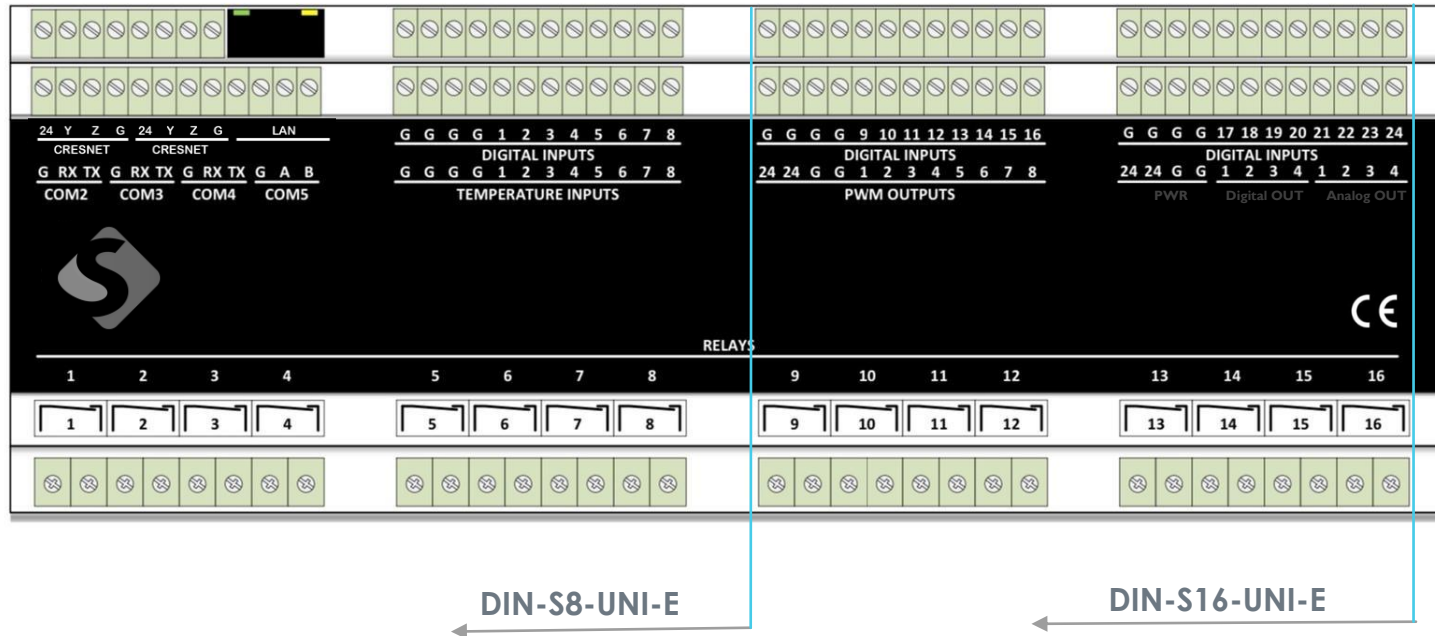 24 Y Z G 24 Y Z G LAN
CRESNET CRESNET
G RX TX G RX TX G RX TX G A B
COM2 COM3 COM4 COM5
G G G G 1 2 3 4 5 6 7 8
DIGITAL INPUTS
G G G G 1 2 3 4 5 6 7 8
TEMPERATURE INPUTS
G G G G 9 10 11 12 13 14 15 16
DIGITAL INPUTS
24 24 G G 1 2 3 4 5 6 7 8
PWM OUTPUTS
G G G G 17 18 19 20 21 22 23 24
DIGITAL INPUTS
24 24 G G 1 2 3 4 1 2 3 4
PWR Digital OUT Analog OUT
S
CE
RELAYS
1 2 3 4 5 6 7 8 9 10 11 12 13 14 15 16
1 2 3 4 5 6 7 8 9 10 11 12 13 14 15 16
DIN-S8-UNI-E DIN-S16-UNI-E